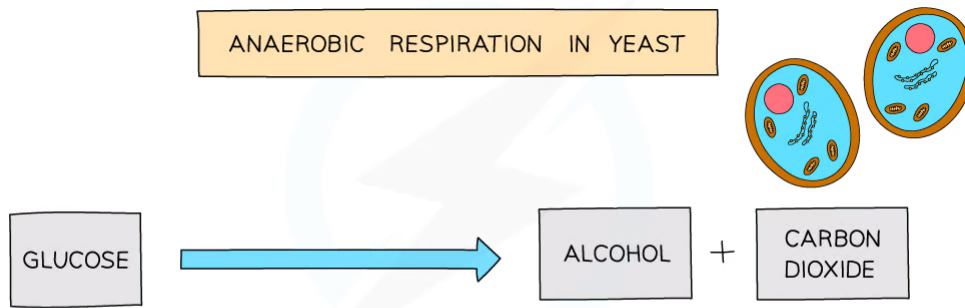 ANAEROBIC RESPIRATION IN YEAST
GLUCOSE
ALCOHOL + CARBON
DIOXIDE